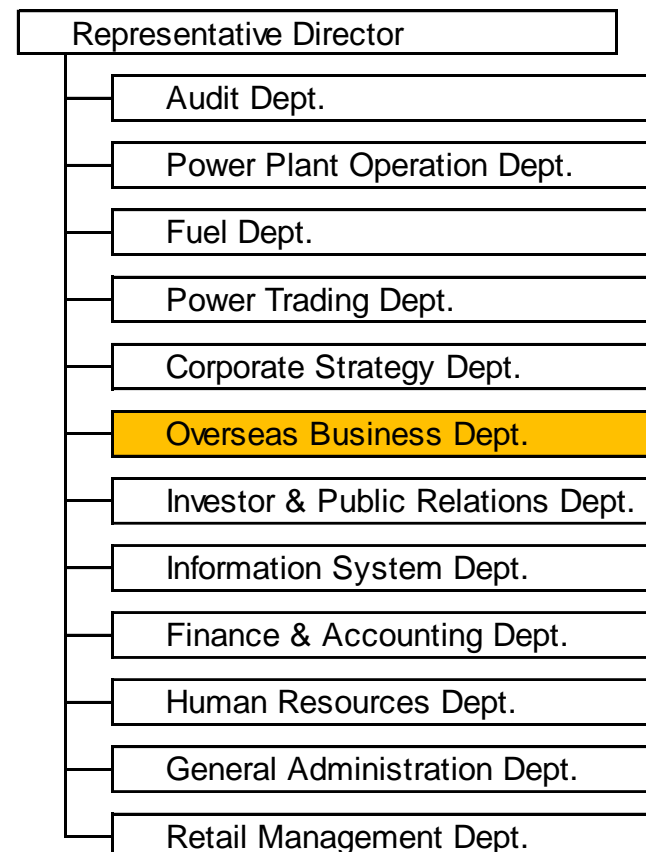 Representative Director
Audit Dept.
Power Plant Operation Dept.
Fuel Dept.
Power Trading Dept.
Corporate Strategy Dept.
Overseas Business Dept.
Investor & Public Relations Dept.
Information System Dept.
Finance & Accounting Dept.
Human Resources Dept.
General Administration Dept.
Retail Management Dept.